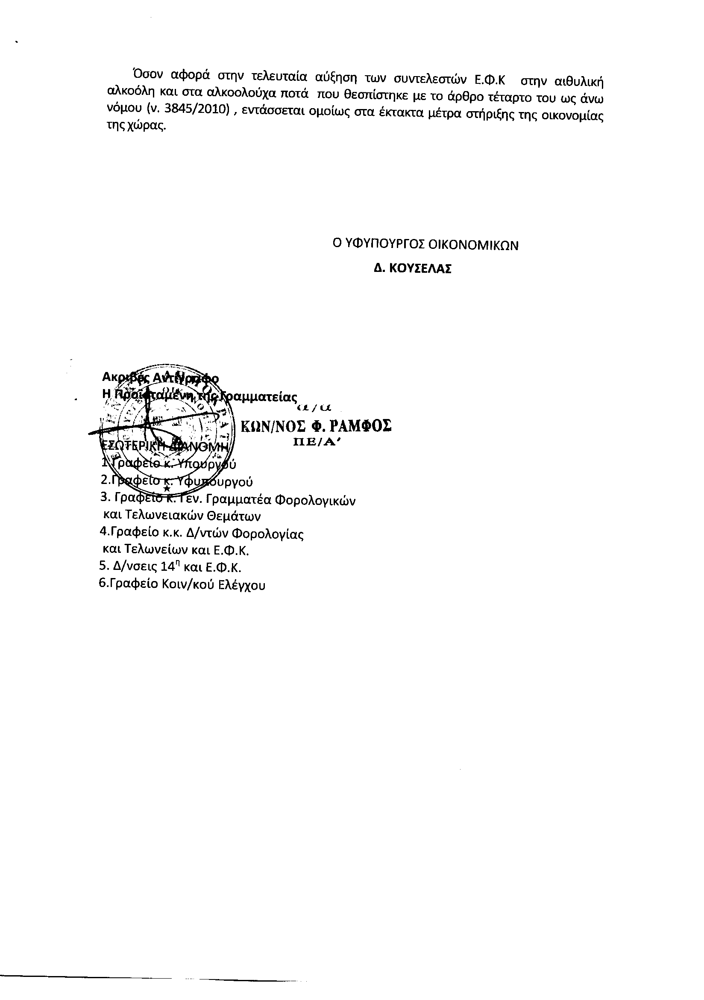 Όσον αφορά στην τελευταία αύξηση των συντελεστών Ε.Φ.Κ στην αιθυλική
αλκοόλη και στα αλκοολούχα ποτά που θεσπίστηκε με το άρθρο τέταρτο του ως άνω
νόμου (ν. 3845/2010) , εντάσσεται ομοίως στα έκτακτα μέτρα στήριξης της οικονομίας
της χώρας.
Ο ΥΦΥΠΟΥΡΓΟΣ ΟΙΚΟΝΟΜΙΚΩΝ
Δ. ΚΟΥΣΕΛΑΣ
Ακριβές Αντίγραφο
Η Προϊσταμένη της Γραμματείας
α/α
ΚΩΝ/ΝΟΣ Φ. ΡΑΜΦΟΣ
ΠΕ/Α'
ΕΣΩΤΕΡΙΚΗ ΔΙΑΝΟΜΗ
1.Γραφείο κ. Υπουργού
2.Γραφείο κ. Υφυπουργού
3. Γραφείο κ. Γεν. Γραμματέα Φορολογικών
και Τελωνειακών Θεμάτων
4.Γραφείο κ.κ. Δ/ντών Φορολογίας
και Τελωνείων και Ε.Φ.Κ.
5. Δ/νσεις 14η και Ε.Φ.Κ.
6.Γραφείο Κοιν/κού Ελέγχου